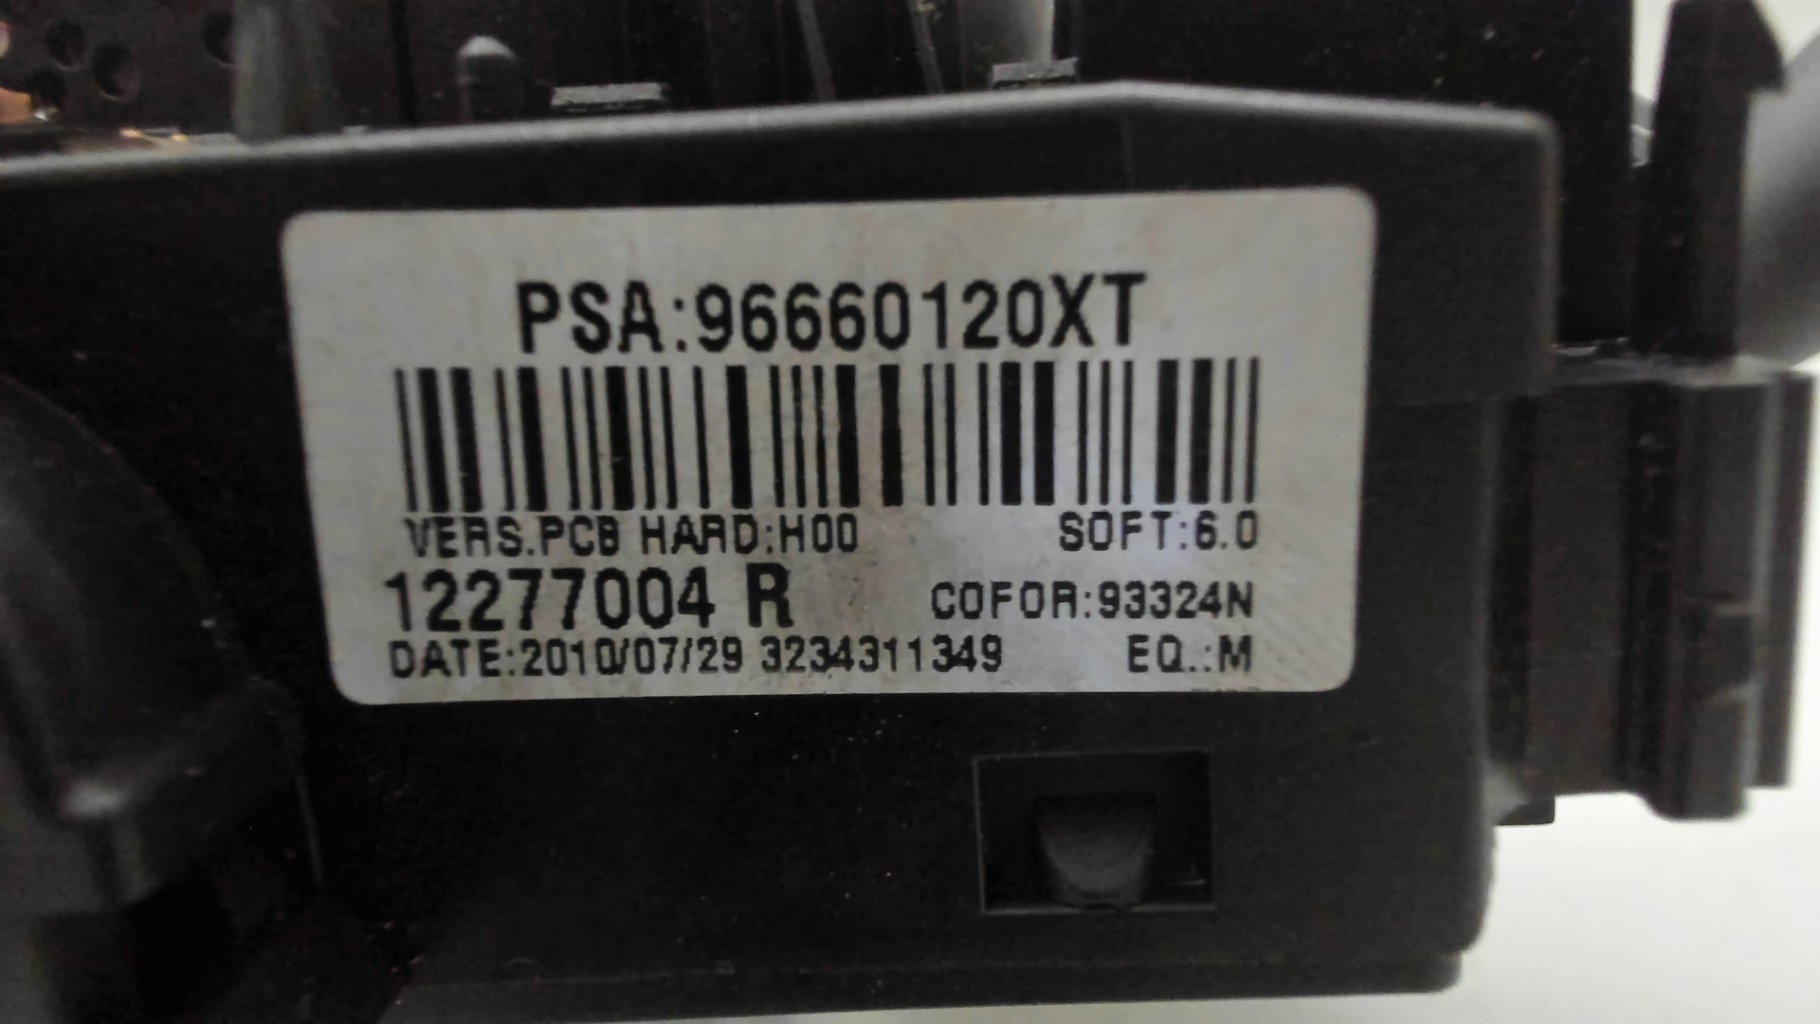 PSA:96660120XT
VERS.PCB HARD:H00 SOFT:6.0
12277004 R COFOR:93324N
DATE:2010/07/29 3234311349 EQ.:M